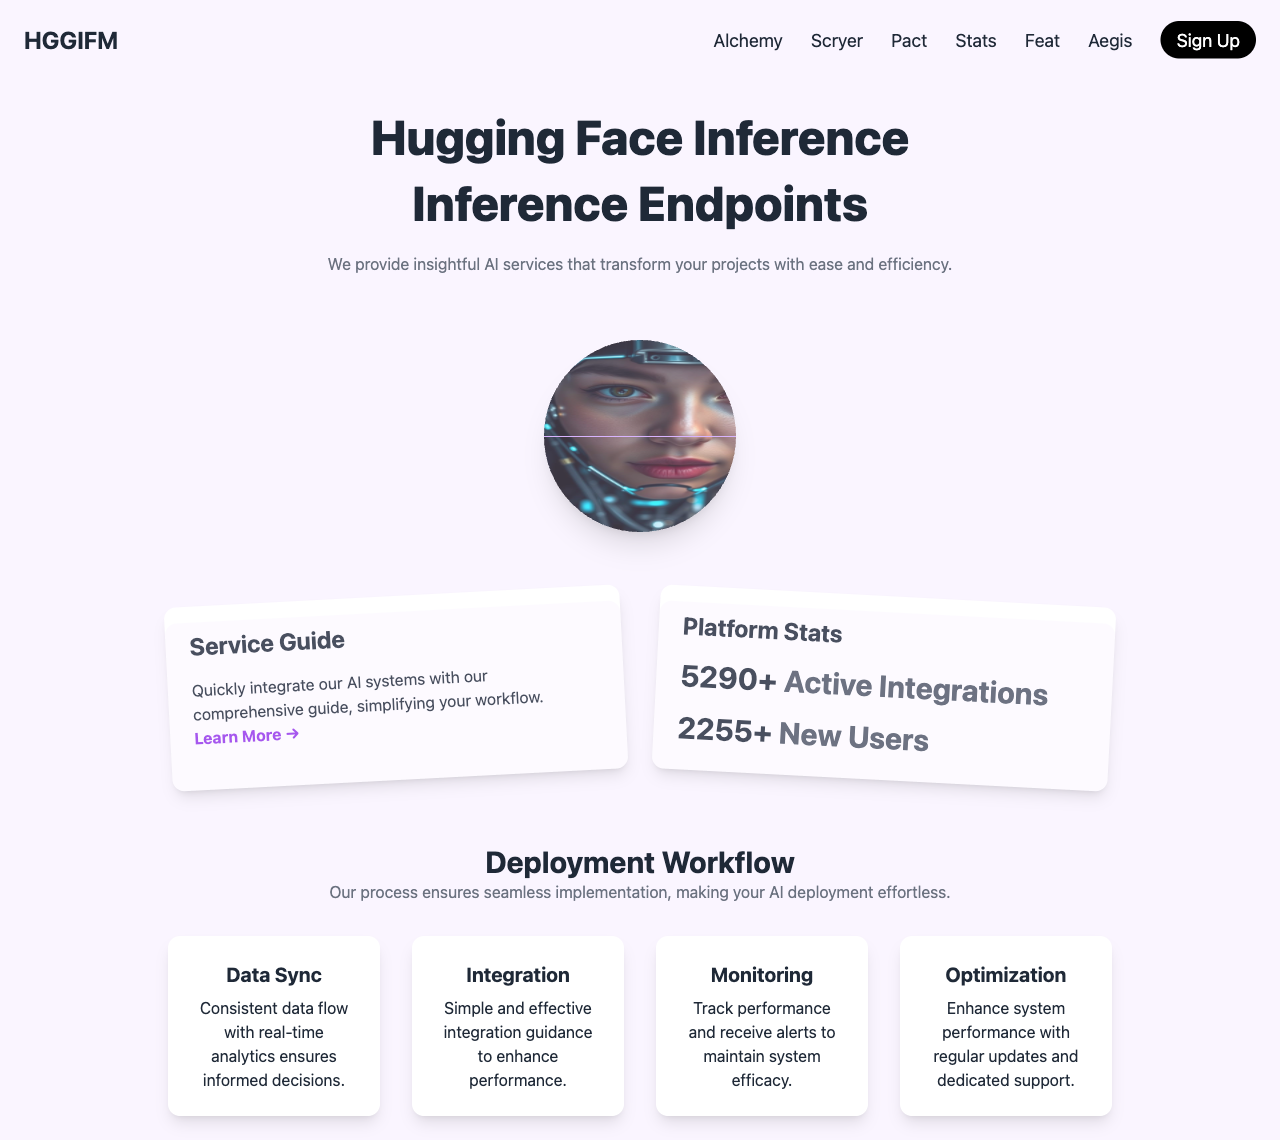 HGGIFM
Alchemy
Scryer
Pact
Stats
Feat
Aegis
Sign Up
Hugging Face Inference
Inference Endpoints
We provide insightful AI services that transform your projects with ease and efficiency.
Service Guide
Quickly integrate our AI systems with our
comprehensive guide, simplifying your workflow.
Learn More →
Platform Stats
5290+ Active Integrations
2255+ New Users
Deployment Workflow
Our process ensures seamless implementation, making your AI deployment effortless.
Data Sync
Consistent data flow
with real-time
analytics ensures
informed decisions.
Integration
Simple and effective
integration guidance
to enhance
performance.
Monitoring
Track performance
and receive alerts to
maintain system
efficacy.
Optimization
Enhance system
performance with
regular updates and
dedicated support.